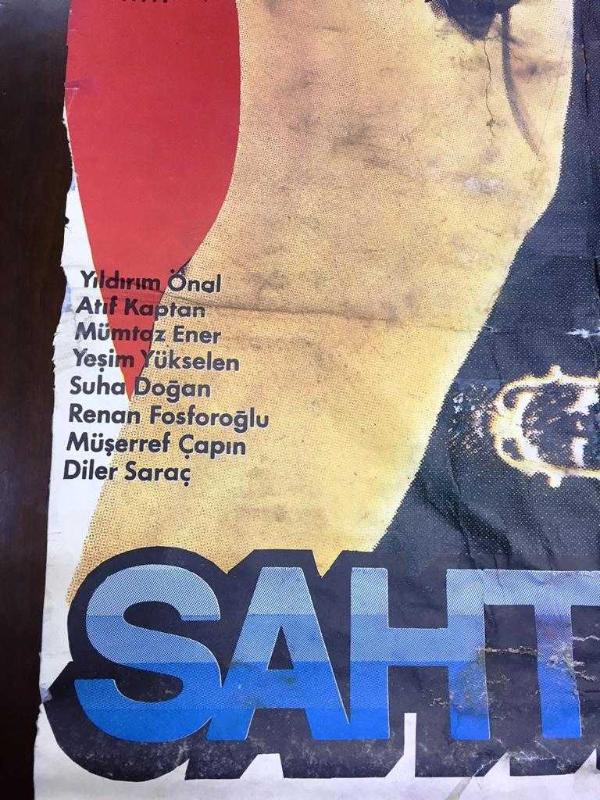 Yıldırım Önal
Atıf Kaptan
Mümtaz Ener
Yeşim Yükselen
Suha Doğan
Renan Fosforoğlu
Müşerref Çapın
Diler Saraç
SAHT